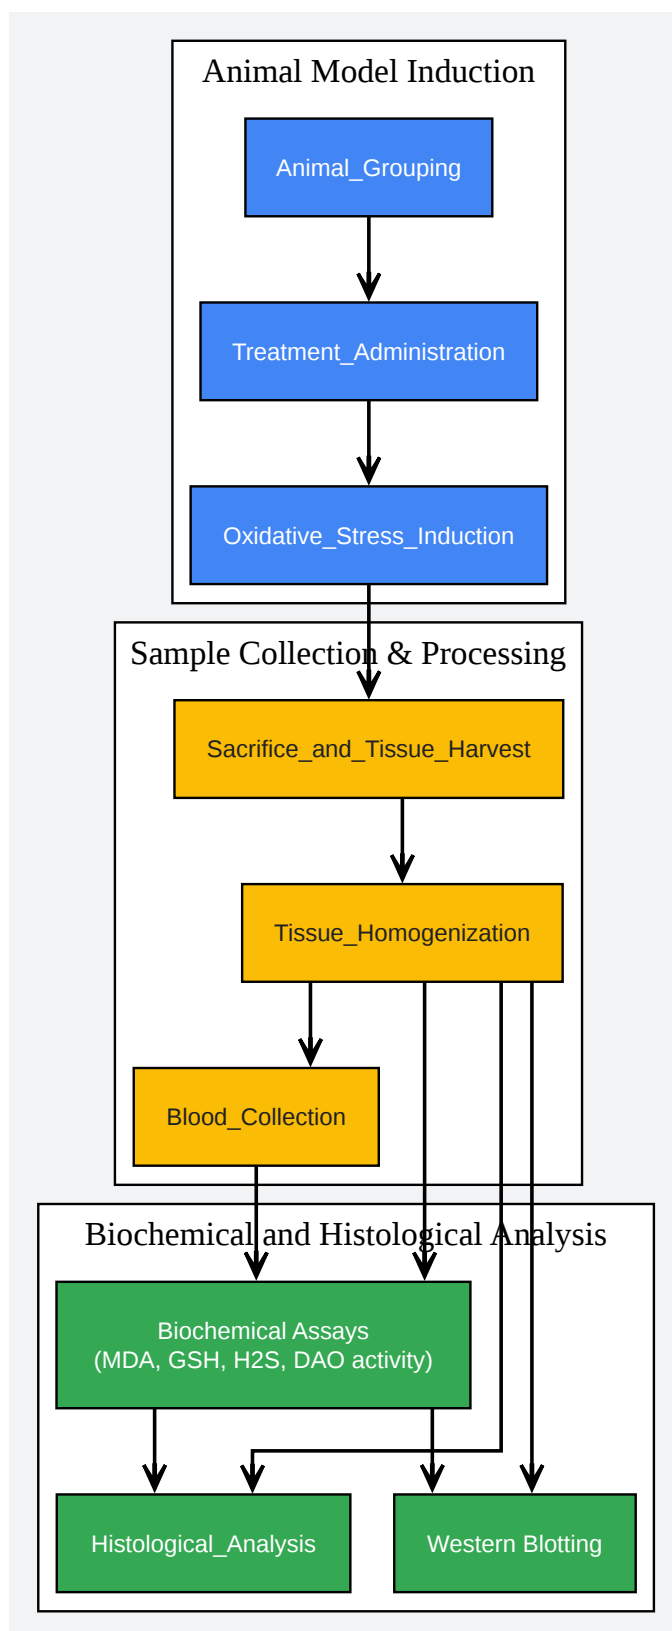 Animal Model Induction
Animal_Grouping
Treatment_Administration
Oxidative_Stress_Induction
Sample Collection & Processing
Sacrifice_and_Tissue_Harvest
Tissue_Homogenization
Blood_Collection
Biochemical and Histological Analysis
Biochemical Assays
(MDA, GSH, H2S, DAO activity)
Histological_Analysis
Western Blotting